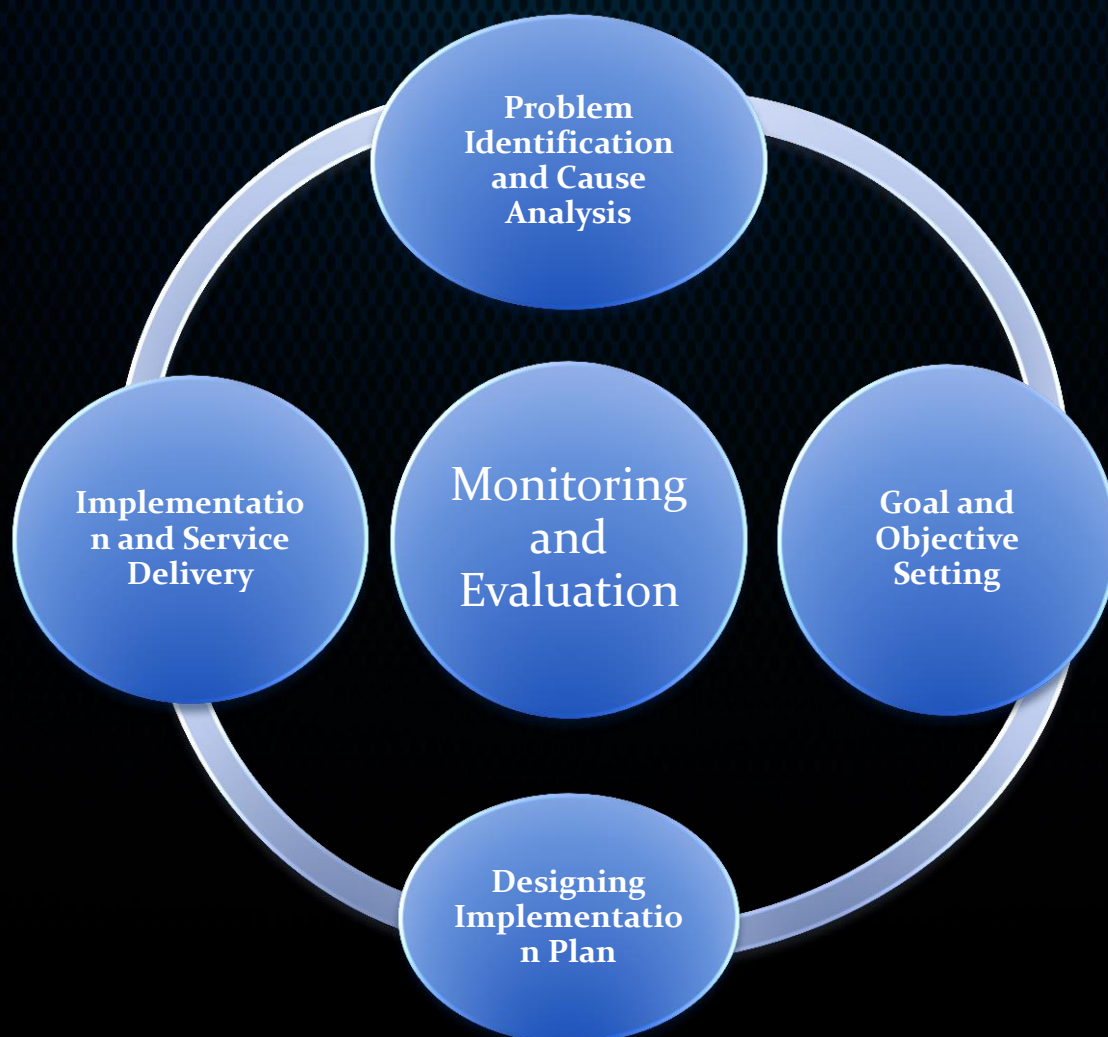 Problem
Identification
and Cause
Analysis
Implementatio
n and Service
Delivery
Monitoring
and
Evaluation
Goal and
Objective
Setting
Designing
Implementatio
n Plan